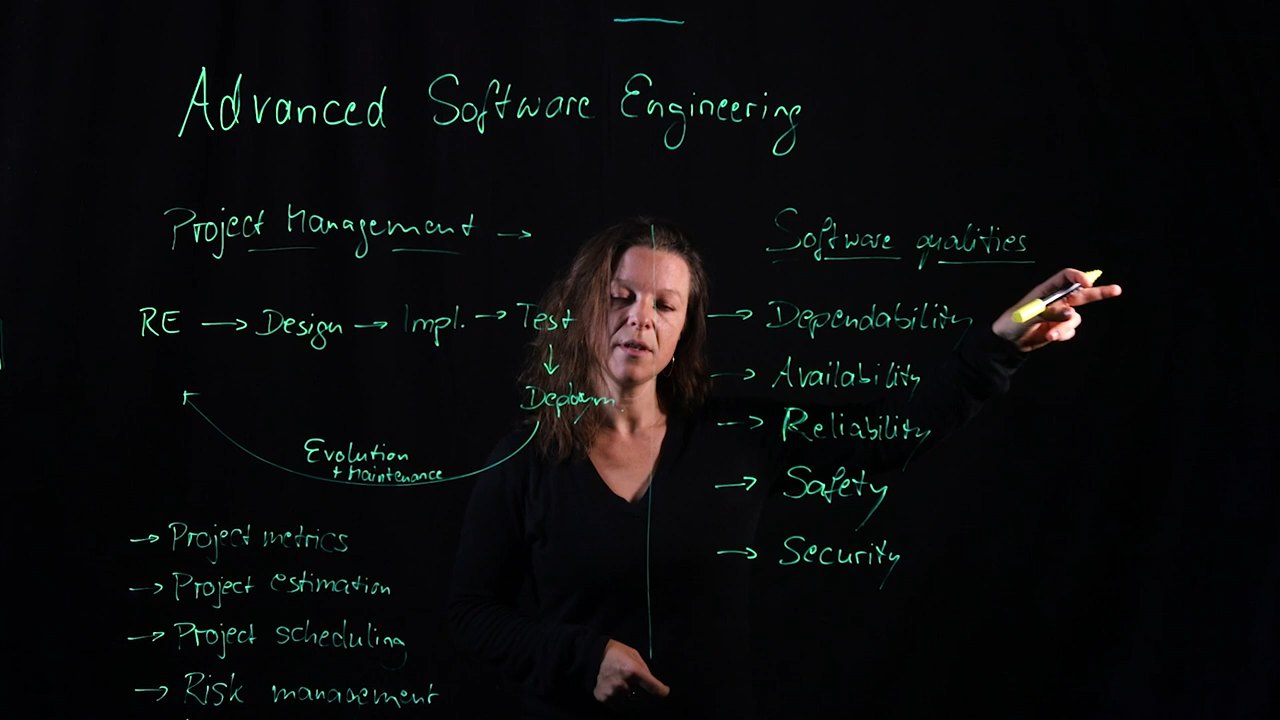 Advanced Software Engineering
Project Management →
RE → Design → Impl. → Test
↓
Deploym
Evolution
+ Maintenance
→ Project metrics
→ Project estimation
→ Project scheduling
→ Risk management
Software qualities
→ Dependability
→ Availability
→ Reliability
→ Safety
→ Security